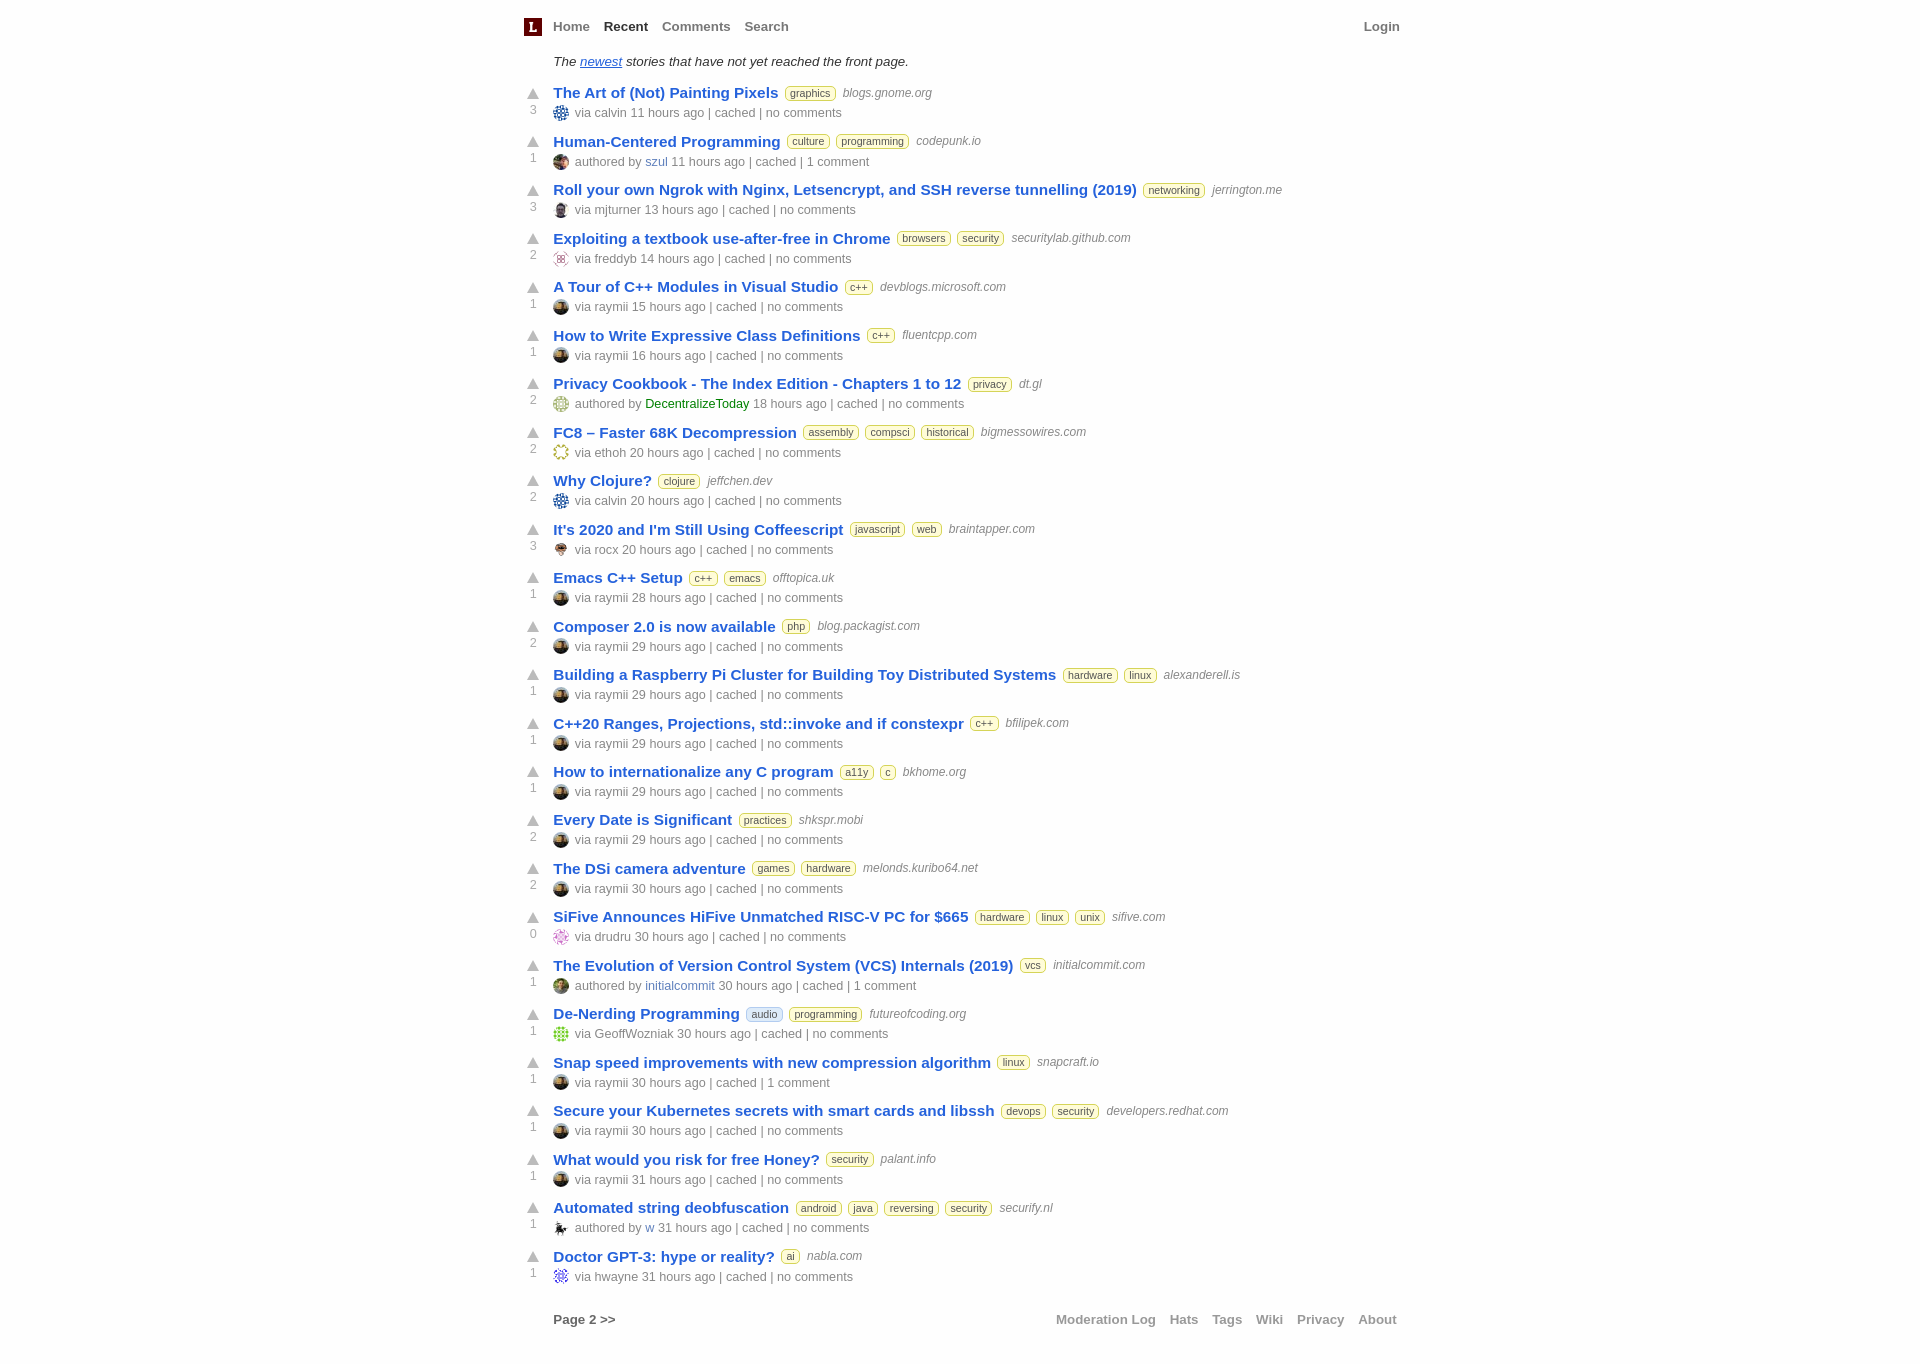 L Home Recent Comments Search Login
The newest stories that have not yet reached the front page.
The Art of (Not) Painting Pixels graphics blogs.gnome.org
3 via calvin 11 hours ago | cached | no comments
Human-Centered Programming culture programming codepunk.io
1 authored by szul 11 hours ago | cached | 1 comment
Roll your own Ngrok with Nginx, Letsencrypt, and SSH reverse tunnelling (2019) networking jerrington.me
3 via mjturner 13 hours ago | cached | no comments
Exploiting a textbook use-after-free in Chrome browsers security securitylab.github.com
2 via freddyb 14 hours ago | cached | no comments
A Tour of C++ Modules in Visual Studio c++ devblogs.microsoft.com
1 via raymii 15 hours ago | cached | no comments
How to Write Expressive Class Definitions c++ fluentcpp.com
1 via raymii 16 hours ago | cached | no comments
Privacy Cookbook - The Index Edition - Chapters 1 to 12 privacy dt.gl
2 authored by DecentralizeToday 18 hours ago | cached | no comments
FC8 – Faster 68K Decompression assembly compsci historical bigmessowires.com
2 via ethoh 20 hours ago | cached | no comments
Why Clojure? clojure jeffchen.dev
2 via calvin 20 hours ago | cached | no comments
It's 2020 and I'm Still Using Coffeescript javascript web braintapper.com
3 via rocx 20 hours ago | cached | no comments
Emacs C++ Setup c++ emacs offtopica.uk
1 via raymii 28 hours ago | cached | no comments
Composer 2.0 is now available php blog.packagist.com
2 via raymii 29 hours ago | cached | no comments
Building a Raspberry Pi Cluster for Building Toy Distributed Systems hardware linux alexanderell.is
1 via raymii 29 hours ago | cached | no comments
C++20 Ranges, Projections, std::invoke and if constexpr c++ bfilipek.com
1 via raymii 29 hours ago | cached | no comments
How to internationalize any C program a11y c bkhome.org
1 via raymii 29 hours ago | cached | no comments
Every Date is Significant practices shkspr.mobi
2 via raymii 29 hours ago | cached | no comments
The DSi camera adventure games hardware melonds.kuribo64.net
2 via raymii 30 hours ago | cached | no comments
SiFive Announces HiFive Unmatched RISC-V PC for $665 hardware linux unix sifive.com
0 via drudru 30 hours ago | cached | no comments
The Evolution of Version Control System (VCS) Internals (2019) vcs initialcommit.com
1 authored by initialcommit 30 hours ago | cached | 1 comment
De-Nerding Programming audio programming futureofcoding.org
1 via GeoffWozniak 30 hours ago | cached | no comments
Snap speed improvements with new compression algorithm linux snapcraft.io
1 via raymii 30 hours ago | cached | 1 comment
Secure your Kubernetes secrets with smart cards and libssh devops security developers.redhat.com
1 via raymii 30 hours ago | cached | no comments
What would you risk for free Honey? security palant.info
1 via raymii 31 hours ago | cached | no comments
Automated string deobfuscation android java reversing security securify.nl
1 authored by w 31 hours ago | cached | no comments
Doctor GPT-3: hype or reality? ai nabla.com
1 via hwayne 31 hours ago | cached | no comments
Page 2 >> Moderation Log Hats Tags Wiki Privacy About